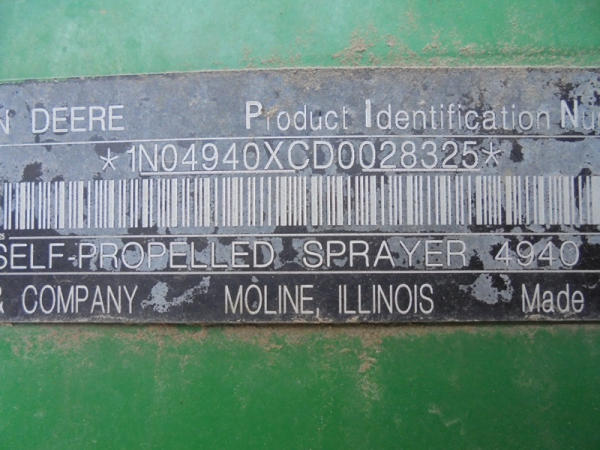 N DEERE Product Identification Nu
*1N04940XCD0028325*
SELF-PROPELLED SPRAYER 4940
& COMPANY MOLINE, ILLINOIS Made